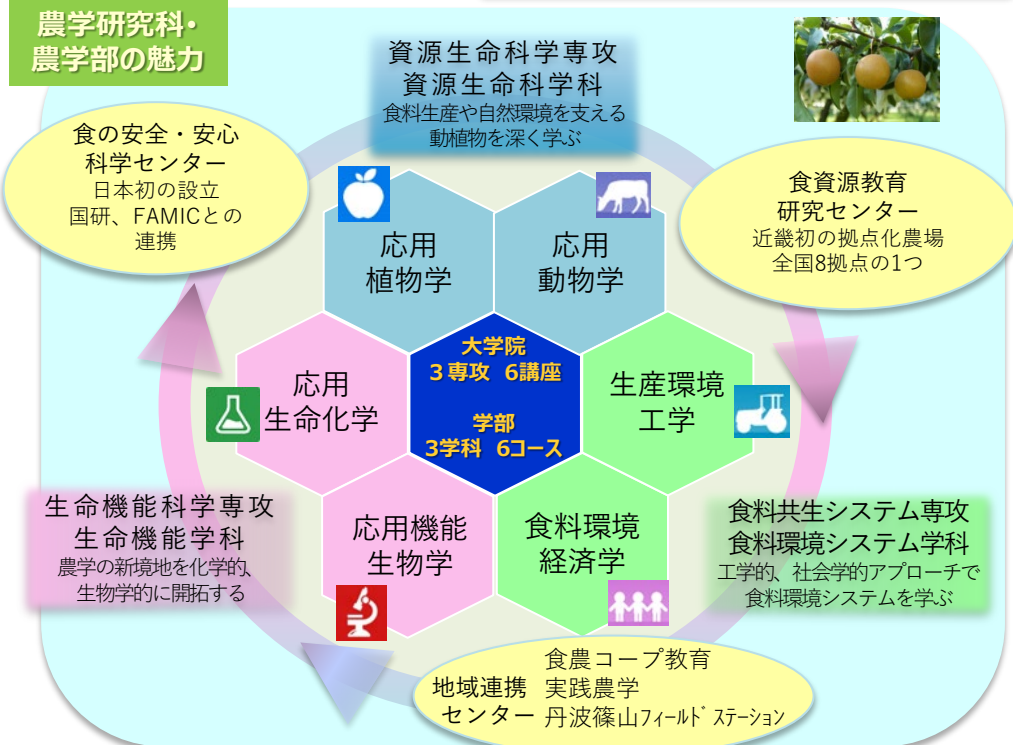 農学研究科・
農学部の魅力
資源生命科学専攻
資源生命科学科
食料生産や自然環境を支える
動植物を深く学ぶ
食の安全・安心
科学センター
日本初の設立
国研、FAMICとの
連携
食資源教育
研究センター
近畿初の拠点化農場
全国8拠点の1つ
応用
植物学
応用
動物学
大学院
3専攻 6講座
学部
3学科 6コース
応用
生命化学
生産環境
工学
応用機能
生物学
食料環境
経済学
生命機能科学専攻
生命機能学科
農学の新境地を化学的、
生物学的に開拓する
食料共生システム専攻
食料環境システム学科
工学的、社会学的アプローチで
食料環境システムを学ぶ
地域連携
センター
食農コープ教育
実践農学
丹波篠山フィールドステーション